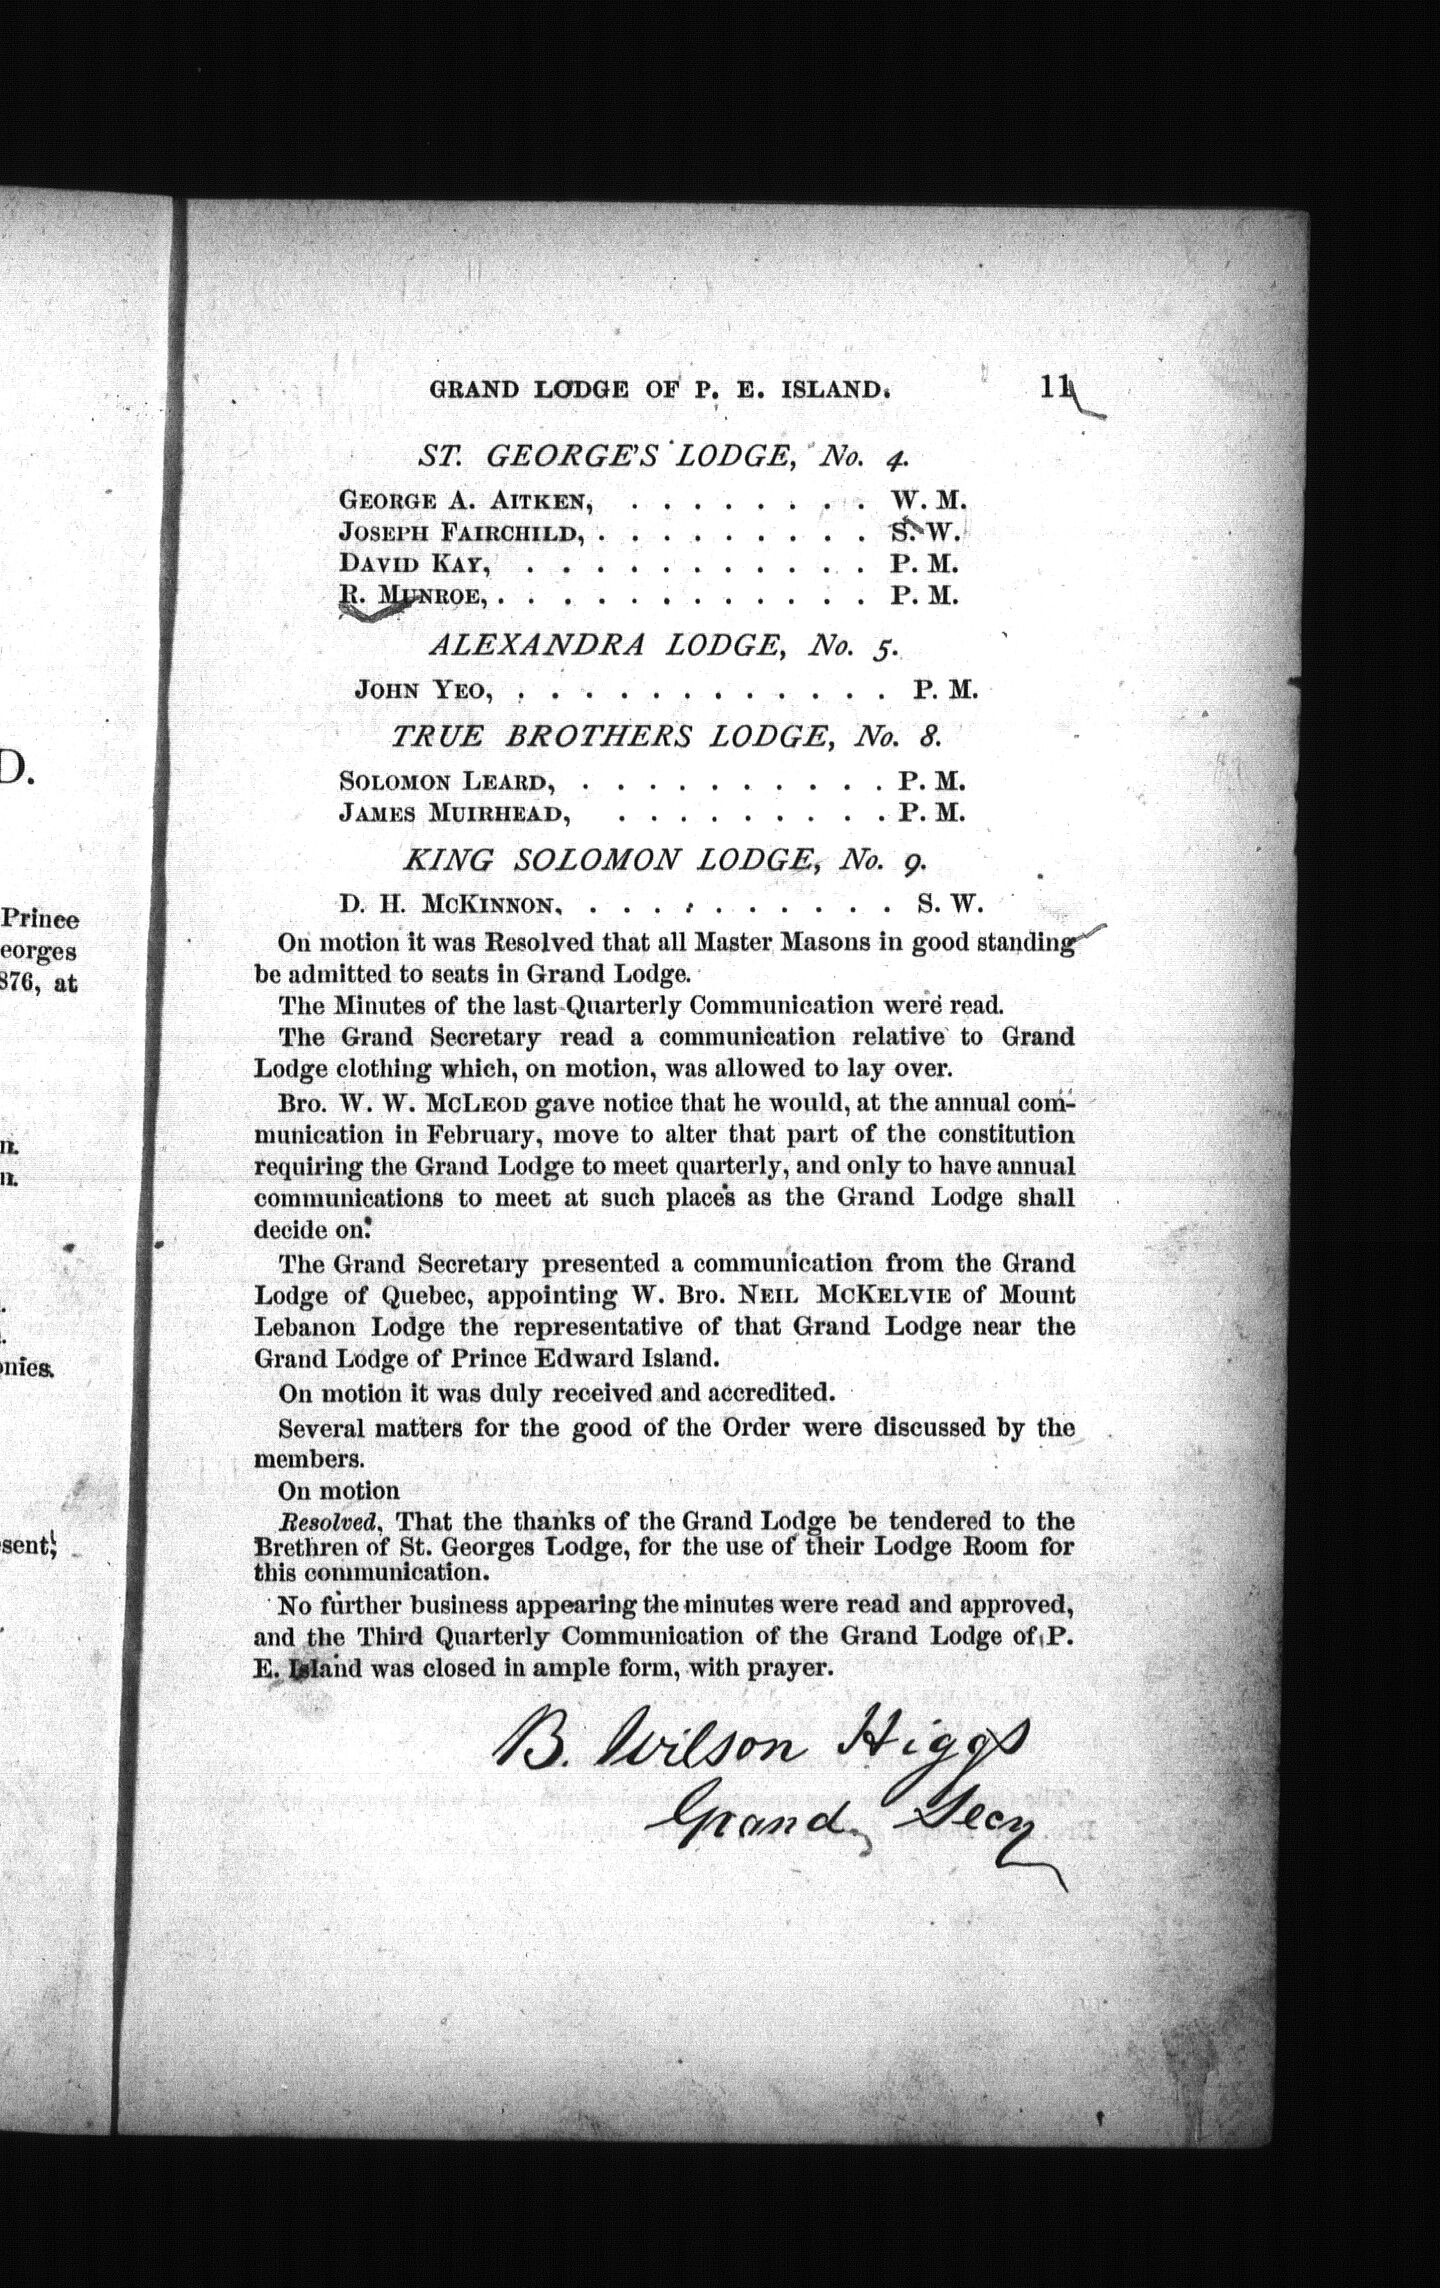 D.
Prince
eorges
876, at
n.
n.
nies.
sent;
GRAND LODGE OF P. E. ISLAND. 11
ST. GEORGE'S LODGE, No. 4.
GEORGE A. AITKEN, . . . . . . . . W. M.
JOSEPH FAIRCHILD, . . . . . . . . . S. W.
DAVID KAY, . . . . . . . . . . . P. M.
R. MUNROE, . . . . . . . . . . . . P. M.
ALEXANDRA LODGE, No. 5.
JOHN YEO, . . . . . . . . . . . . P. M.
TRUE BROTHERS LODGE, No. 8.
SOLOMON LEARD, . . . . . . . . . . P. M.
JAMES MUIRHEAD, . . . . . . . . . P. M.
KING SOLOMON LODGE, No. 9.
D. H. MCKINNON, . . . . . . . . . . S. W.
On motion it was Resolved that all Master Masons in good standing
be admitted to seats in Grand Lodge.
The Minutes of the last Quarterly Communication were read.
The Grand Secretary read a communication relative to Grand
Lodge clothing which, on motion, was allowed to lay over.
Bro. W. W. MCLEOD gave notice that he would, at the annual com-
munication in February, move to alter that part of the constitution
requiring the Grand Lodge to meet quarterly, and only to have annual
communications to meet at such places as the Grand Lodge shall
decide on.
The Grand Secretary presented a communication from the Grand
Lodge of Quebec, appointing W. Bro. NEIL MCKELVIE of Mount
Lebanon Lodge the representative of that Grand Lodge near the
Grand Lodge of Prince Edward Island.
On motion it was duly received and accredited.
Several matters for the good of the Order were discussed by the
members.
On motion
Resolved, That the thanks of the Grand Lodge be tendered to the
Brethren of St. Georges Lodge, for the use of their Lodge Room for
this communication.
No further business appearing the minutes were read and approved,
and the Third Quarterly Communication of the Grand Lodge of P.
E. Island was closed in ample form, with prayer.
B. Wilson Higgs
Grand Secy